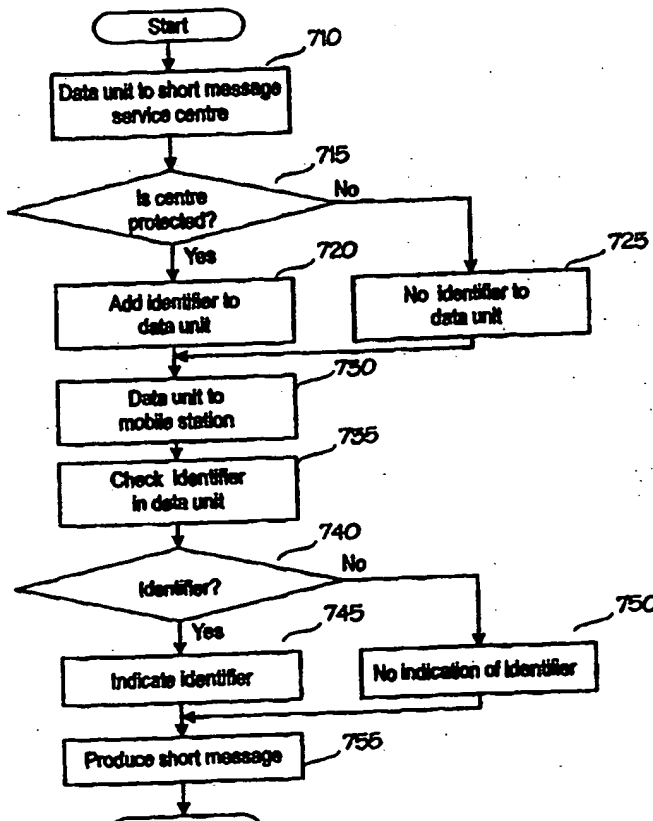 Start
710
Data unit to short message
service centre
715
Is centre
protected?
No
Yes
720
725
Add identifier to
data unit
No identifier to
data unit
730
Data unit to
mobile station
735
Check identifier
in data unit
740
Identifier?
No
Yes
745
750
Indicate identifier
No indication of identifier
755
Produce short message